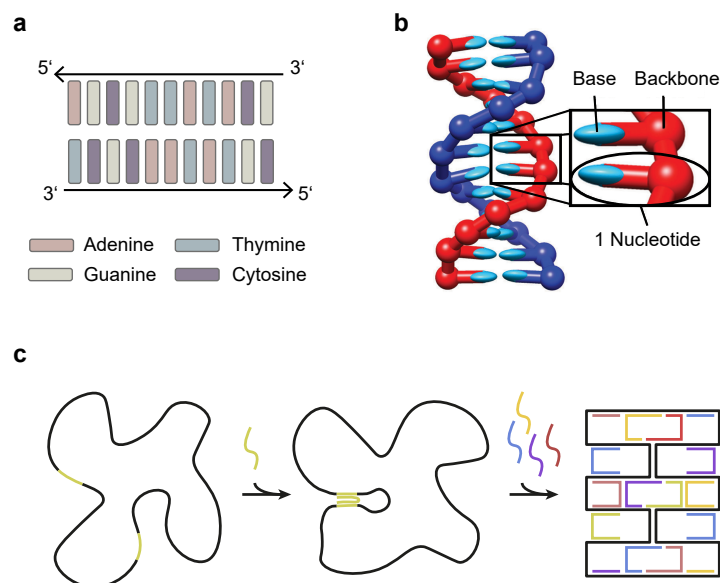 a
5‘ 3‘
3‘ 5‘
Adenine Thymine
Guanine Cytosine
b
Base Backbone
1 Nucleotide
c